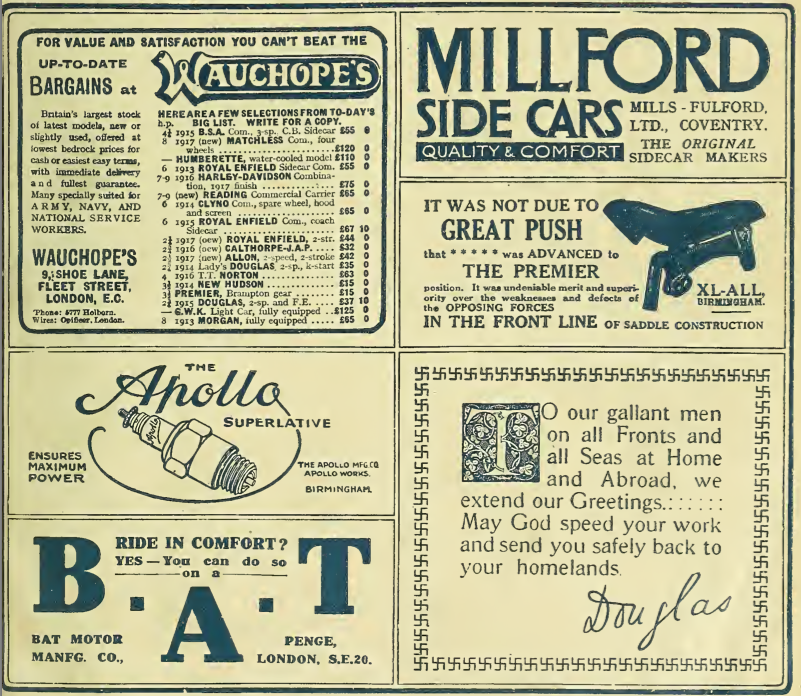 FOR VALUE AND SATISFACTION YOU CAN'T BEAT THE
UP-TO-DATE
BARGAINS at
WAUCHOPE'S
Britain's largest stock
of latest models, new or
slightly used, offered at
lowest bedrock prices for
cash or easiest easy terms,
with immediate delivery
and fullest guarantee.
Many specially suited for
ARMY, NAVY, AND
NATIONAL SERVICE
WORKERS.
WAUCHOPE'S
9, SHOE LANE,
FLEET STREET,
LONDON, E.C.
'Phone: 5777 Holborn.
Wires: Opificer, London.
HERE ARE A FEW SELECTIONS FROM TO-DAY'S
h.p. BIG LIST. WRITE FOR A COPY.
4¼ 1915 B.S.A. Com., 3-sp., C.B. Sidecar £55 0
8 1917 (new) MATCHLESS Com., four
wheels .......... £120 0
— HUMBERETTE, water-cooled model £110 0
6 1913 ROYAL ENFIELD Sidecar Com. £55 0
7-9 1916 HARLEY-DAVIDSON Combina-
tion, 1917 finish .......... £75 0
7-9 (new) READING Commercial Carrier £65 0
6 1914 CLYNO Com., spare wheel, hood
and screen .......... £65 0
6 1915 ROYAL ENFIELD Com., coach
Sidecar .......... £67 10
2¼ 1917 (new) ROYAL ENFIELD, 2-str. £44 0
2½ 1916 (new) CALTHORPE-J.A.P. .... £32 0
2½ 1917 (new) ALLON, 2-speed, 2-stroke £42 0
2¾ 1914 Lady's DOUGLAS, 2-sp., k-start £35 0
4 1916 T.T. NORTON .......... £63 0
3½ 1914 NEW HUDSON .......... £15 0
3½ PREMIER, Brampton gear .......... £15 0
2¾ 1915 DOUGLAS, 2-sp. and F.E. .... £37 10
— G.W.K. Light Car, fully equipped .. £125 0
8 1913 MORGAN, fully equipped ..... £65 0
MILLFORD
SIDE CARS
QUALITY & COMFORT
MILLS - FULFORD,
LTD., COVENTRY.
THE ORIGINAL
SIDECAR MAKERS
IT WAS NOT DUE TO
GREAT PUSH
that * * * * * was ADVANCED to
THE PREMIER
position. It was undeniable merit and superi-
ority over the weaknesses and defects of
the OPPOSING FORCES
XL-ALL,
BIRMINGHAM.
IN THE FRONT LINE OF SADDLE CONSTRUCTION
THE
Apollo
SUPERLATIVE
Apollo
ENSURES
MAXIMUM
POWER
THE APOLLO MFG. CO
APOLLO WORKS.
BIRMINGHAM.
TO our gallant men
on all Fronts and
all Seas at Home
and Abroad, we
extend our Greetings.::::::
May God speed your work
and send you safely back to
your homelands.
Douglas
RIDE IN COMFORT?
YES — You can do so
on a
B.A.T
BAT MOTOR
MANFG. CO.,
PENGE,
LONDON, S.E.20.